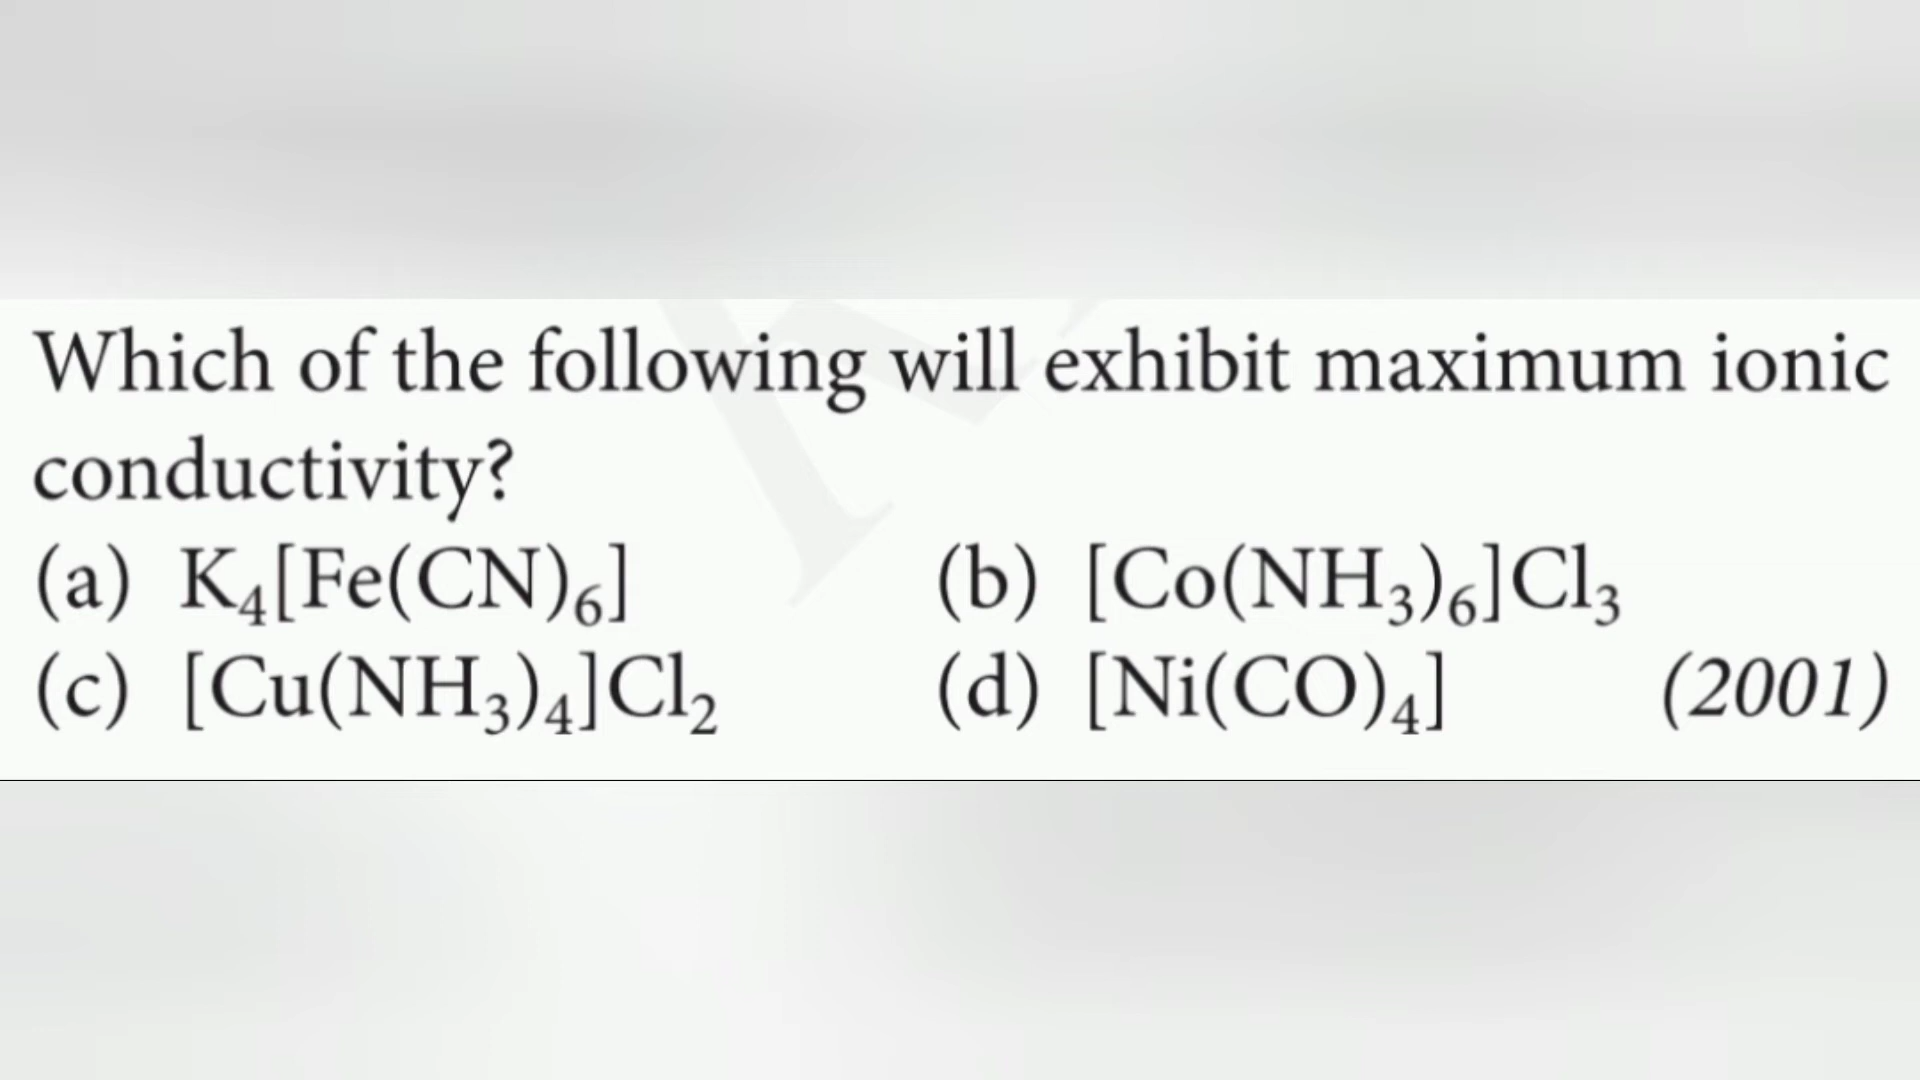 Which of the following will exhibit maximum ionic
conductivity?
(a) K₄[Fe(CN)₆] (b) [Co(NH₃)₆]Cl₃
(c) [Cu(NH₃)₄]Cl₂ (d) [Ni(CO)₄] (2001)